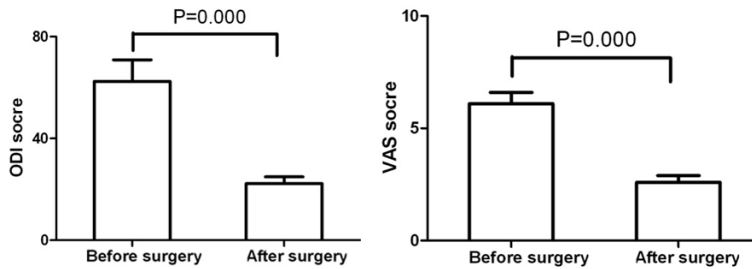 P=0.000
80
40
0
ODI socre
Before surgery
After surgery
P=0.000
10
5
0
VAS socre
Before surgery
After surgery